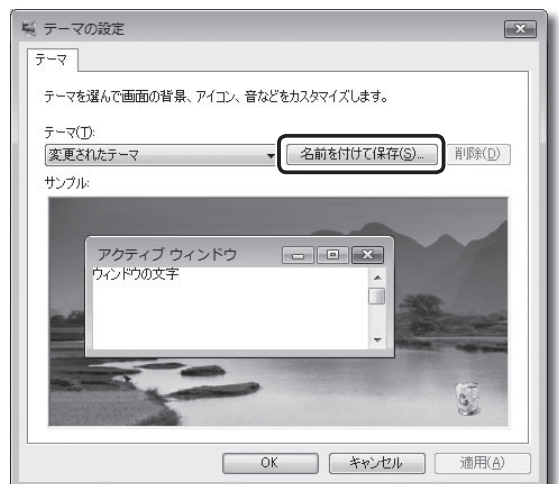 テーマの設定
テーマ
テーマを選んで画面の背景、アイコン、音などをカスタマイズします。
テーマ(T):
変更されたテーマ 名前を付けて保存(S)... 削除(D)
サンプル:
アクティブ ウィンドウ
ウィンドウの文字
OK キャンセル 適用(A)